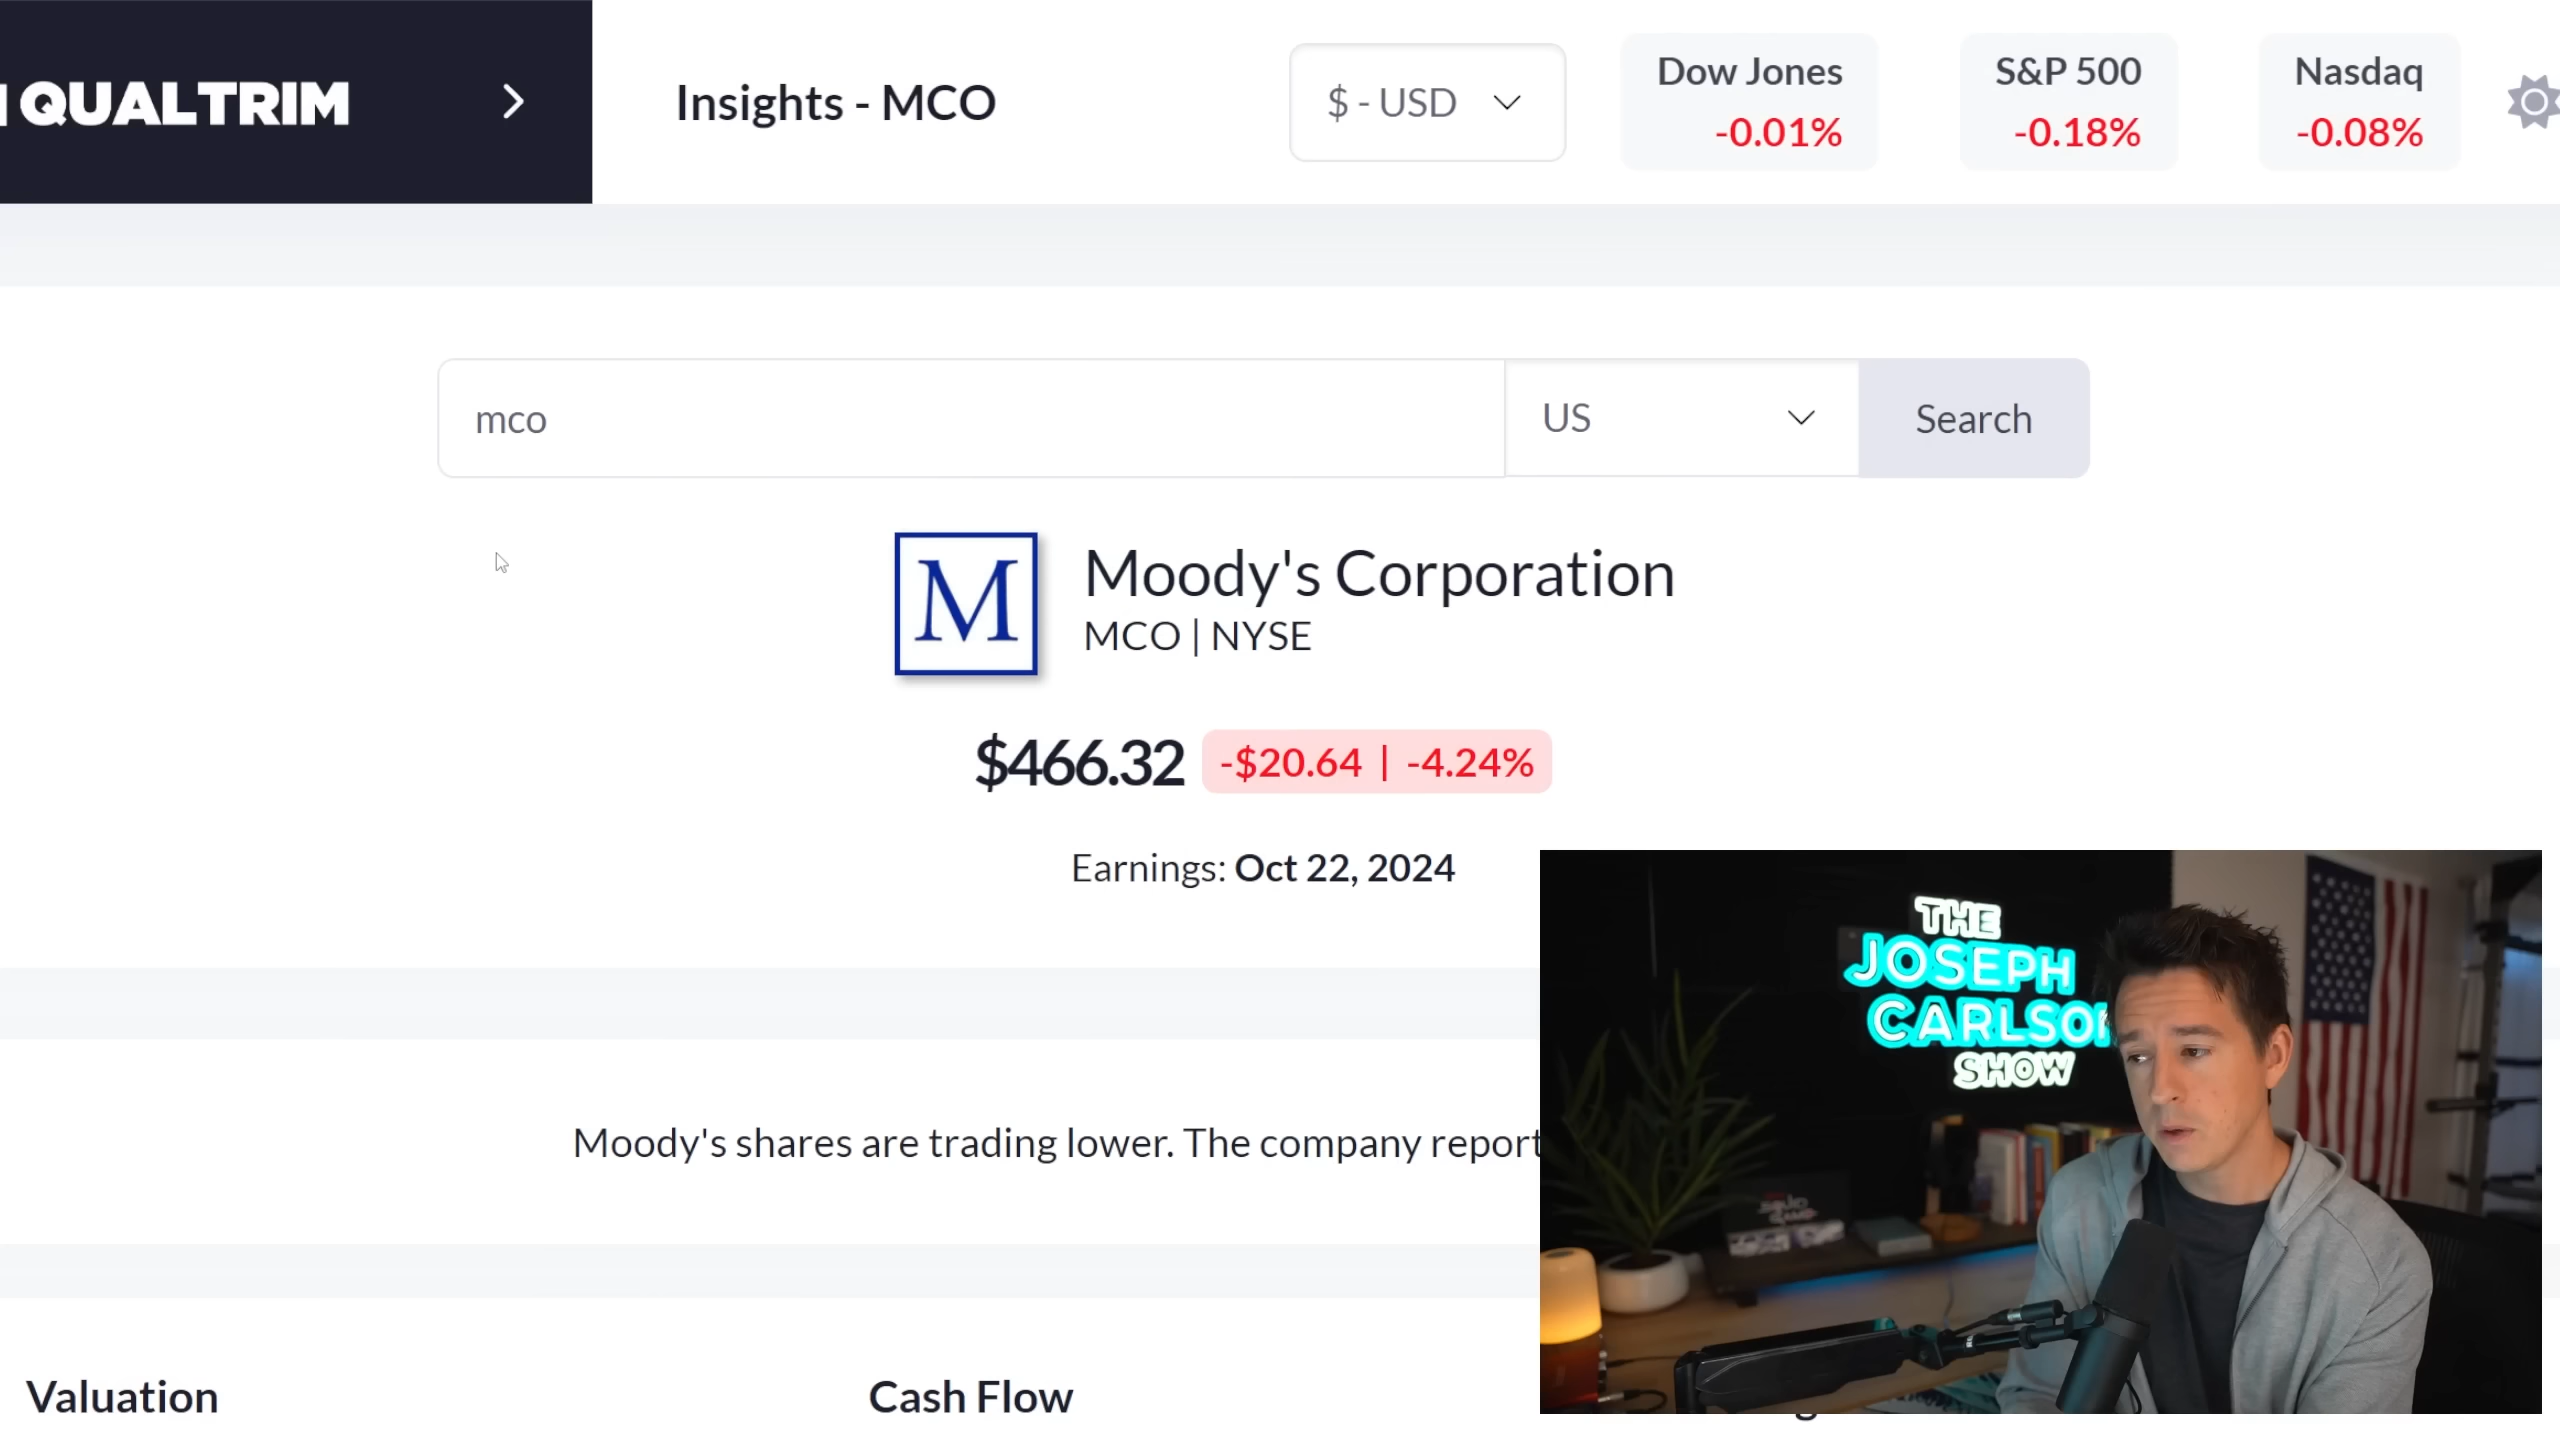 QUALTRIM
Insights - MCO
$ - USD
Dow Jones
-0.01%
S&P 500
-0.18%
Nasdaq
-0.08%
mco
US
Search
M
Moody's Corporation
MCO | NYSE
$466.32
-$20.64 | -4.24%
Earnings: Oct 22, 2024
THE
JOSEPH
CARLSON
SHOW
Moody's shares are trading lower. The company report
Valuation
Cash Flow